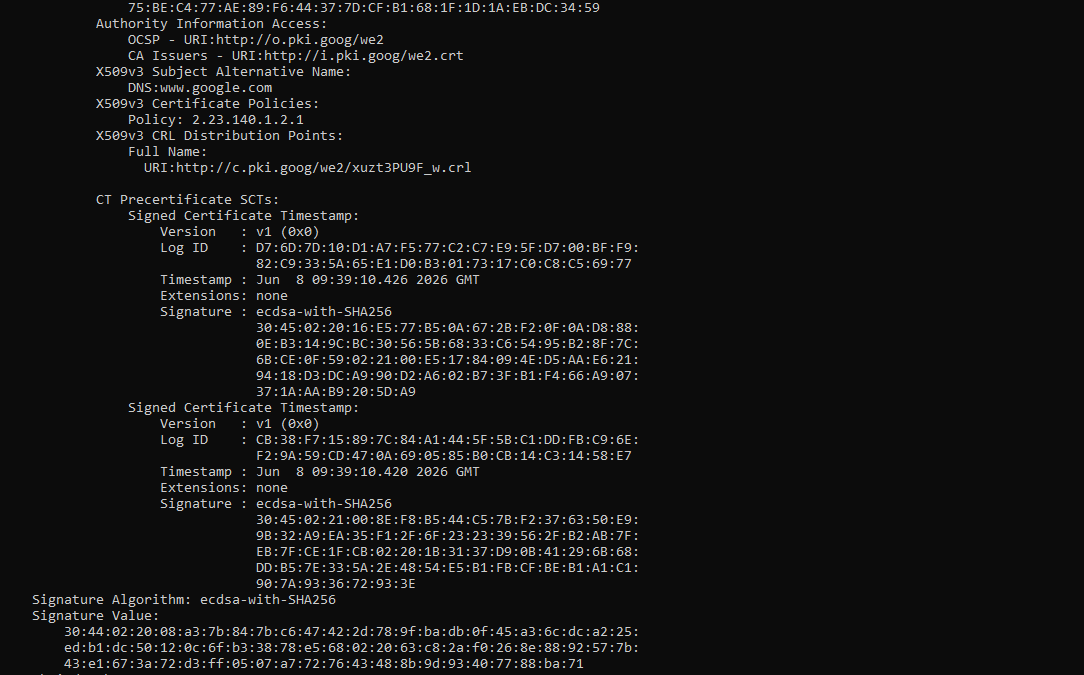 75:BE:C4:77:AE:89:F6:44:37:7D:CF:B1:68:1F:1D:1A:EB:DC:34:59
Authority Information Access:
OCSP - URI:http://o.pki.goog/we2
CA Issuers - URI:http://i.pki.goog/we2.crt
X509v3 Subject Alternative Name:
DNS:www.google.com
X509v3 Certificate Policies:
Policy: 2.23.140.1.2.1
X509v3 CRL Distribution Points:
Full Name:
URI:http://c.pki.goog/we2/xuzt3PU9F_w.crl
CT Precertificate SCTs:
Signed Certificate Timestamp:
Version   : v1 (0x0)
Log ID    : D7:6D:7D:10:D1:A7:F5:77:C2:C7:E9:5F:D7:00:BF:F9:
82:C9:33:5A:65:E1:D0:B3:01:73:17:C0:C8:C5:69:77
Timestamp : Jun  8 09:39:10.426 2026 GMT
Extensions: none
Signature : ecdsa-with-SHA256
30:45:02:20:16:E5:77:B5:0A:67:2B:F2:0F:0A:D8:88:
0E:B3:14:9C:BC:30:56:5B:68:33:C6:54:95:B2:8F:7C:
6B:CE:0F:59:02:21:00:E5:17:84:09:4E:D5:AA:E6:21:
94:18:D3:DC:A9:90:D2:A6:02:B7:3F:B1:F4:66:A9:07:
37:1A:AA:B9:20:5D:A9
Signed Certificate Timestamp:
Version   : v1 (0x0)
Log ID    : CB:38:F7:15:89:7C:84:A1:44:5F:5B:C1:DD:FB:C9:6E:
F2:9A:59:CD:47:0A:69:05:85:B0:CB:14:C3:14:58:E7
Timestamp : Jun  8 09:39:10.420 2026 GMT
Extensions: none
Signature : ecdsa-with-SHA256
30:45:02:21:00:8E:F8:B5:44:C5:7B:F2:37:63:50:E9:
9B:32:A9:EA:35:F1:2F:6F:23:23:39:56:2F:B2:AB:7F:
EB:7F:CE:1F:CB:02:20:1B:31:37:D9:0B:41:29:6B:68:
DD:B5:7E:33:5A:2E:48:54:E5:B1:FB:CF:BE:B1:A1:C1:
90:7A:93:36:72:93:3E
Signature Algorithm: ecdsa-with-SHA256
Signature Value:
30:44:02:20:08:a3:7b:84:7b:c6:47:42:2d:78:9f:ba:db:0f:45:a3:6c:dc:a2:25:
ed:b1:dc:50:12:0c:6f:b3:38:78:e5:68:02:20:63:c8:2a:f0:26:8e:88:92:57:7b:
43:e1:67:3a:72:d3:ff:05:07:a7:72:76:43:48:8b:9d:93:40:77:88:ba:71